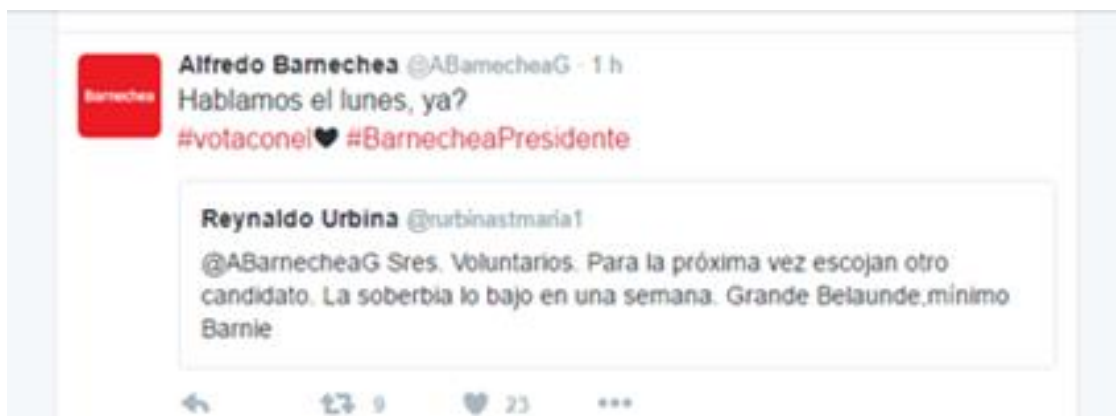 Barnechea
Alfredo Barnechea @ABarnecheaG · 1 h
Hablamos el lunes, ya?
#votaconel🖤 #BarnecheaPresidente
Reynaldo Urbina @rurbinastmaria1
@ABarnecheaG Sres. Voluntarios. Para la próxima vez escojan otro
candidato. La soberbia lo bajo en una semana. Grande Belaunde,mínimo
Barnie
9 23